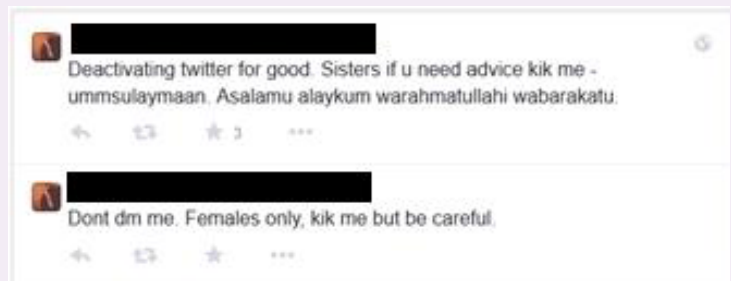 Deactivating twitter for good. Sisters if u need advice kik me -
ummsulaymaan. Asalamu alaykum warahmatullahi wabarakatu.
3
Dont dm me. Females only, kik me but be careful.